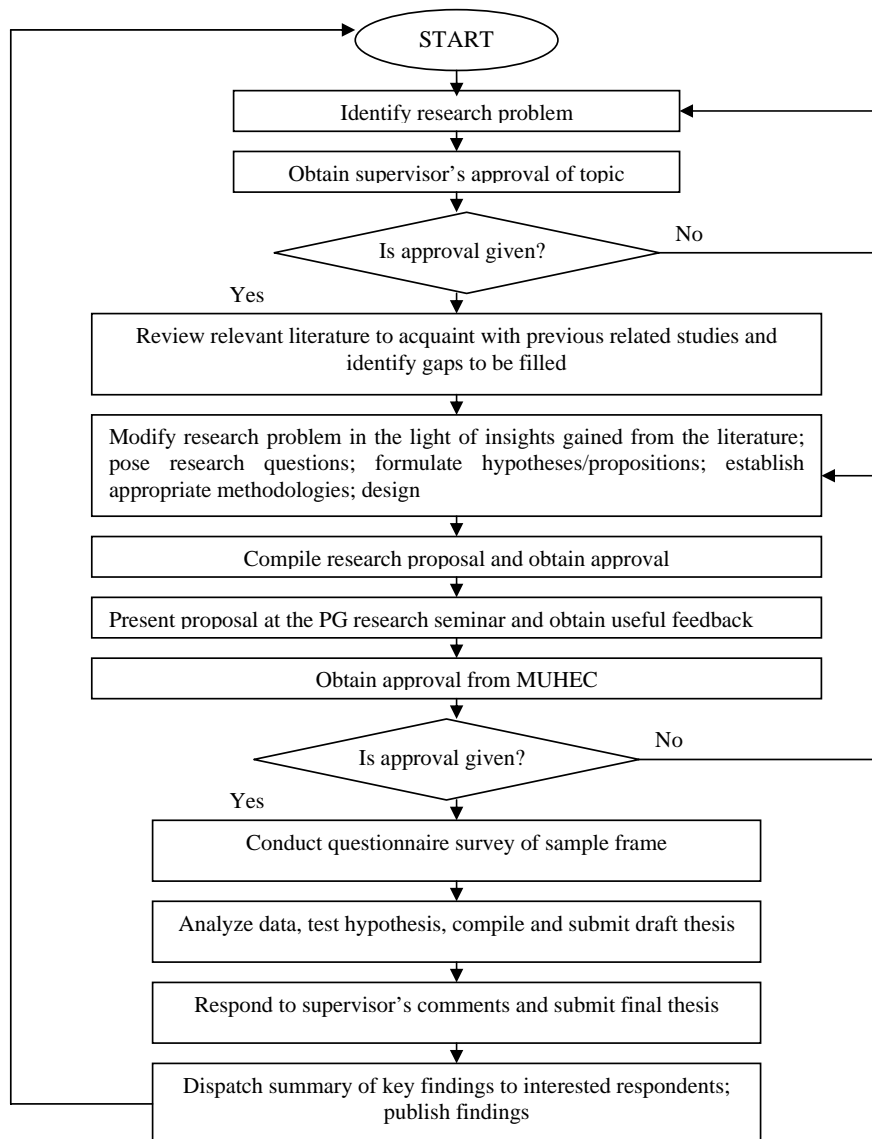 START
Identify research problem
Obtain supervisor's approval of topic
Is approval given?
No
Yes
Review relevant literature to acquaint with previous related studies and
identify gaps to be filled
Modify research problem in the light of insights gained from the literature;
pose research questions; formulate hypotheses/propositions; establish
appropriate methodologies; design
Compile research proposal and obtain approval
Present proposal at the PG research seminar and obtain useful feedback
Obtain approval from MUHEC
Is approval given?
No
Yes
Conduct questionnaire survey of sample frame
Analyze data, test hypothesis, compile and submit draft thesis
Respond to supervisor's comments and submit final thesis
Dispatch summary of key findings to interested respondents;
publish findings